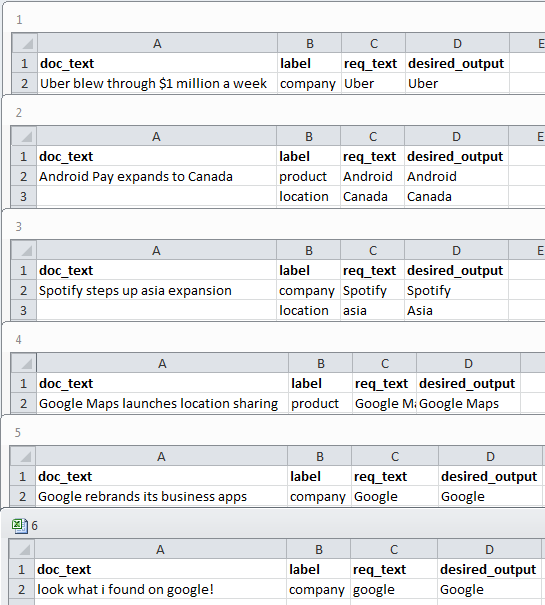 1
A B C D E
1 doc_text label req_text desired_output
2 Uber blew through $1 million a week company Uber Uber
2
A B C D E
1 doc_text label req_text desired_output
2 Android Pay expands to Canada product Android Android
3 location Canada Canada
3
A B C D E
1 doc_text label req_text desired_output
2 Spotify steps up asia expansion company Spotify Spotify
3 location asia Asia
4
A B C D
1 doc_text label req_text desired_output
2 Google Maps launches location sharing product Google Ma Google Maps
5
A B C D
1 doc_text label req_text desired_output
2 Google rebrands its business apps company Google Google
6
A B C D
1 doc_text label req_text desired_output
2 look what i found on google! company google Google